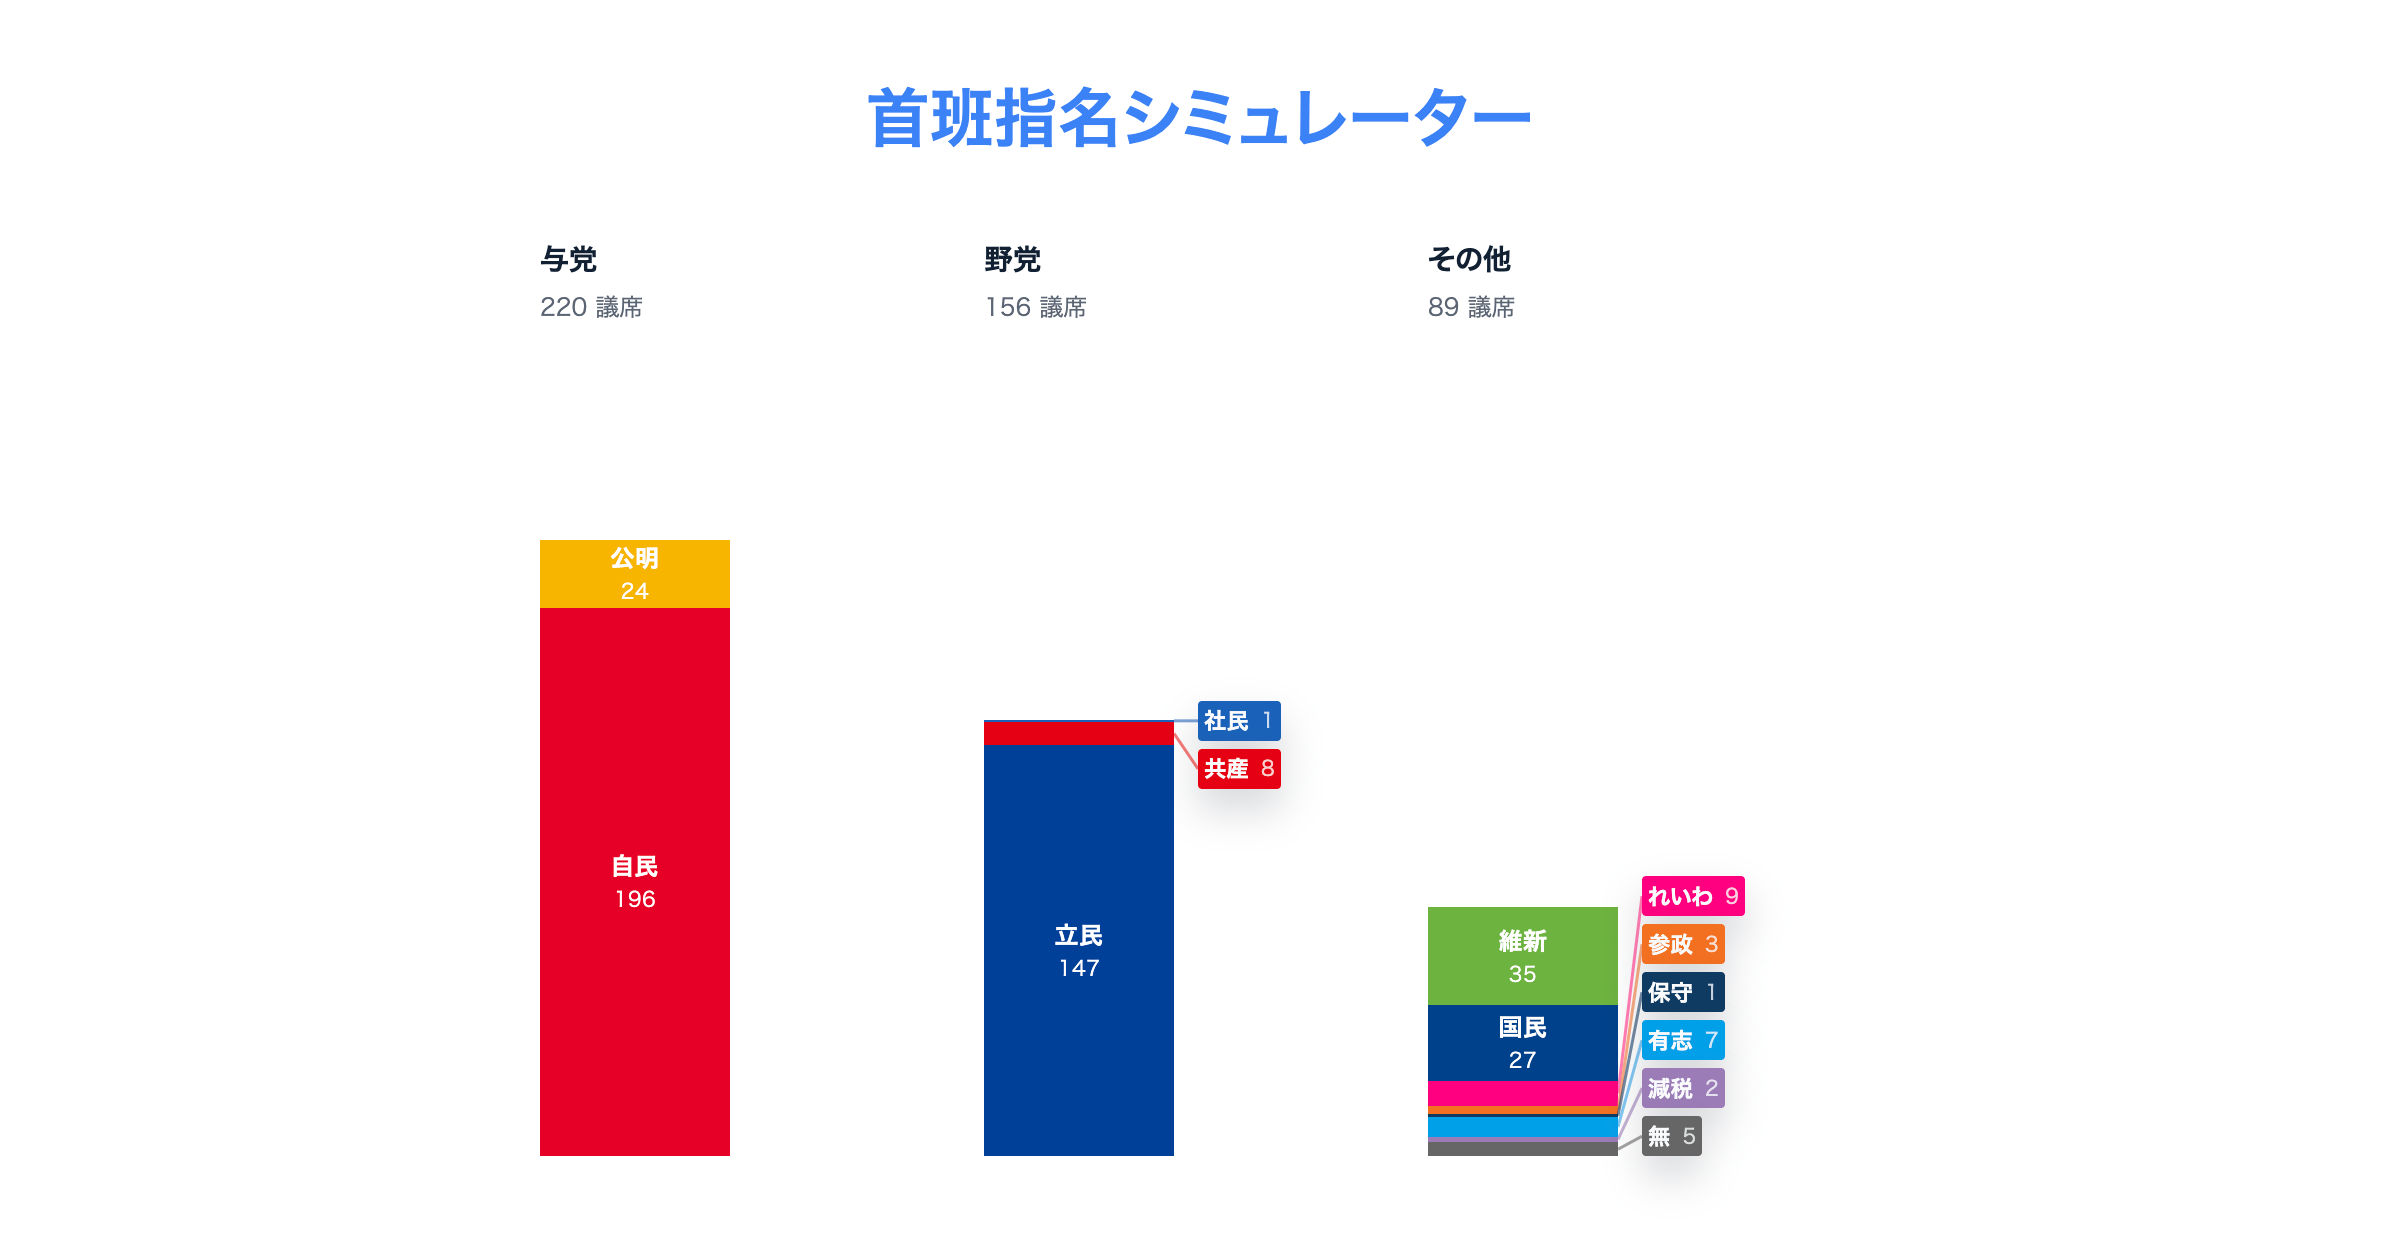 首班指名シミュレーター
与党
220 議席
公明
24
自民
196
野党
156 議席
社民 1
共産 8
立民
147
その他
89 議席
維新
35
国民
27
れいわ 9
参政 3
保守 1
有志 7
減税 2
無 5